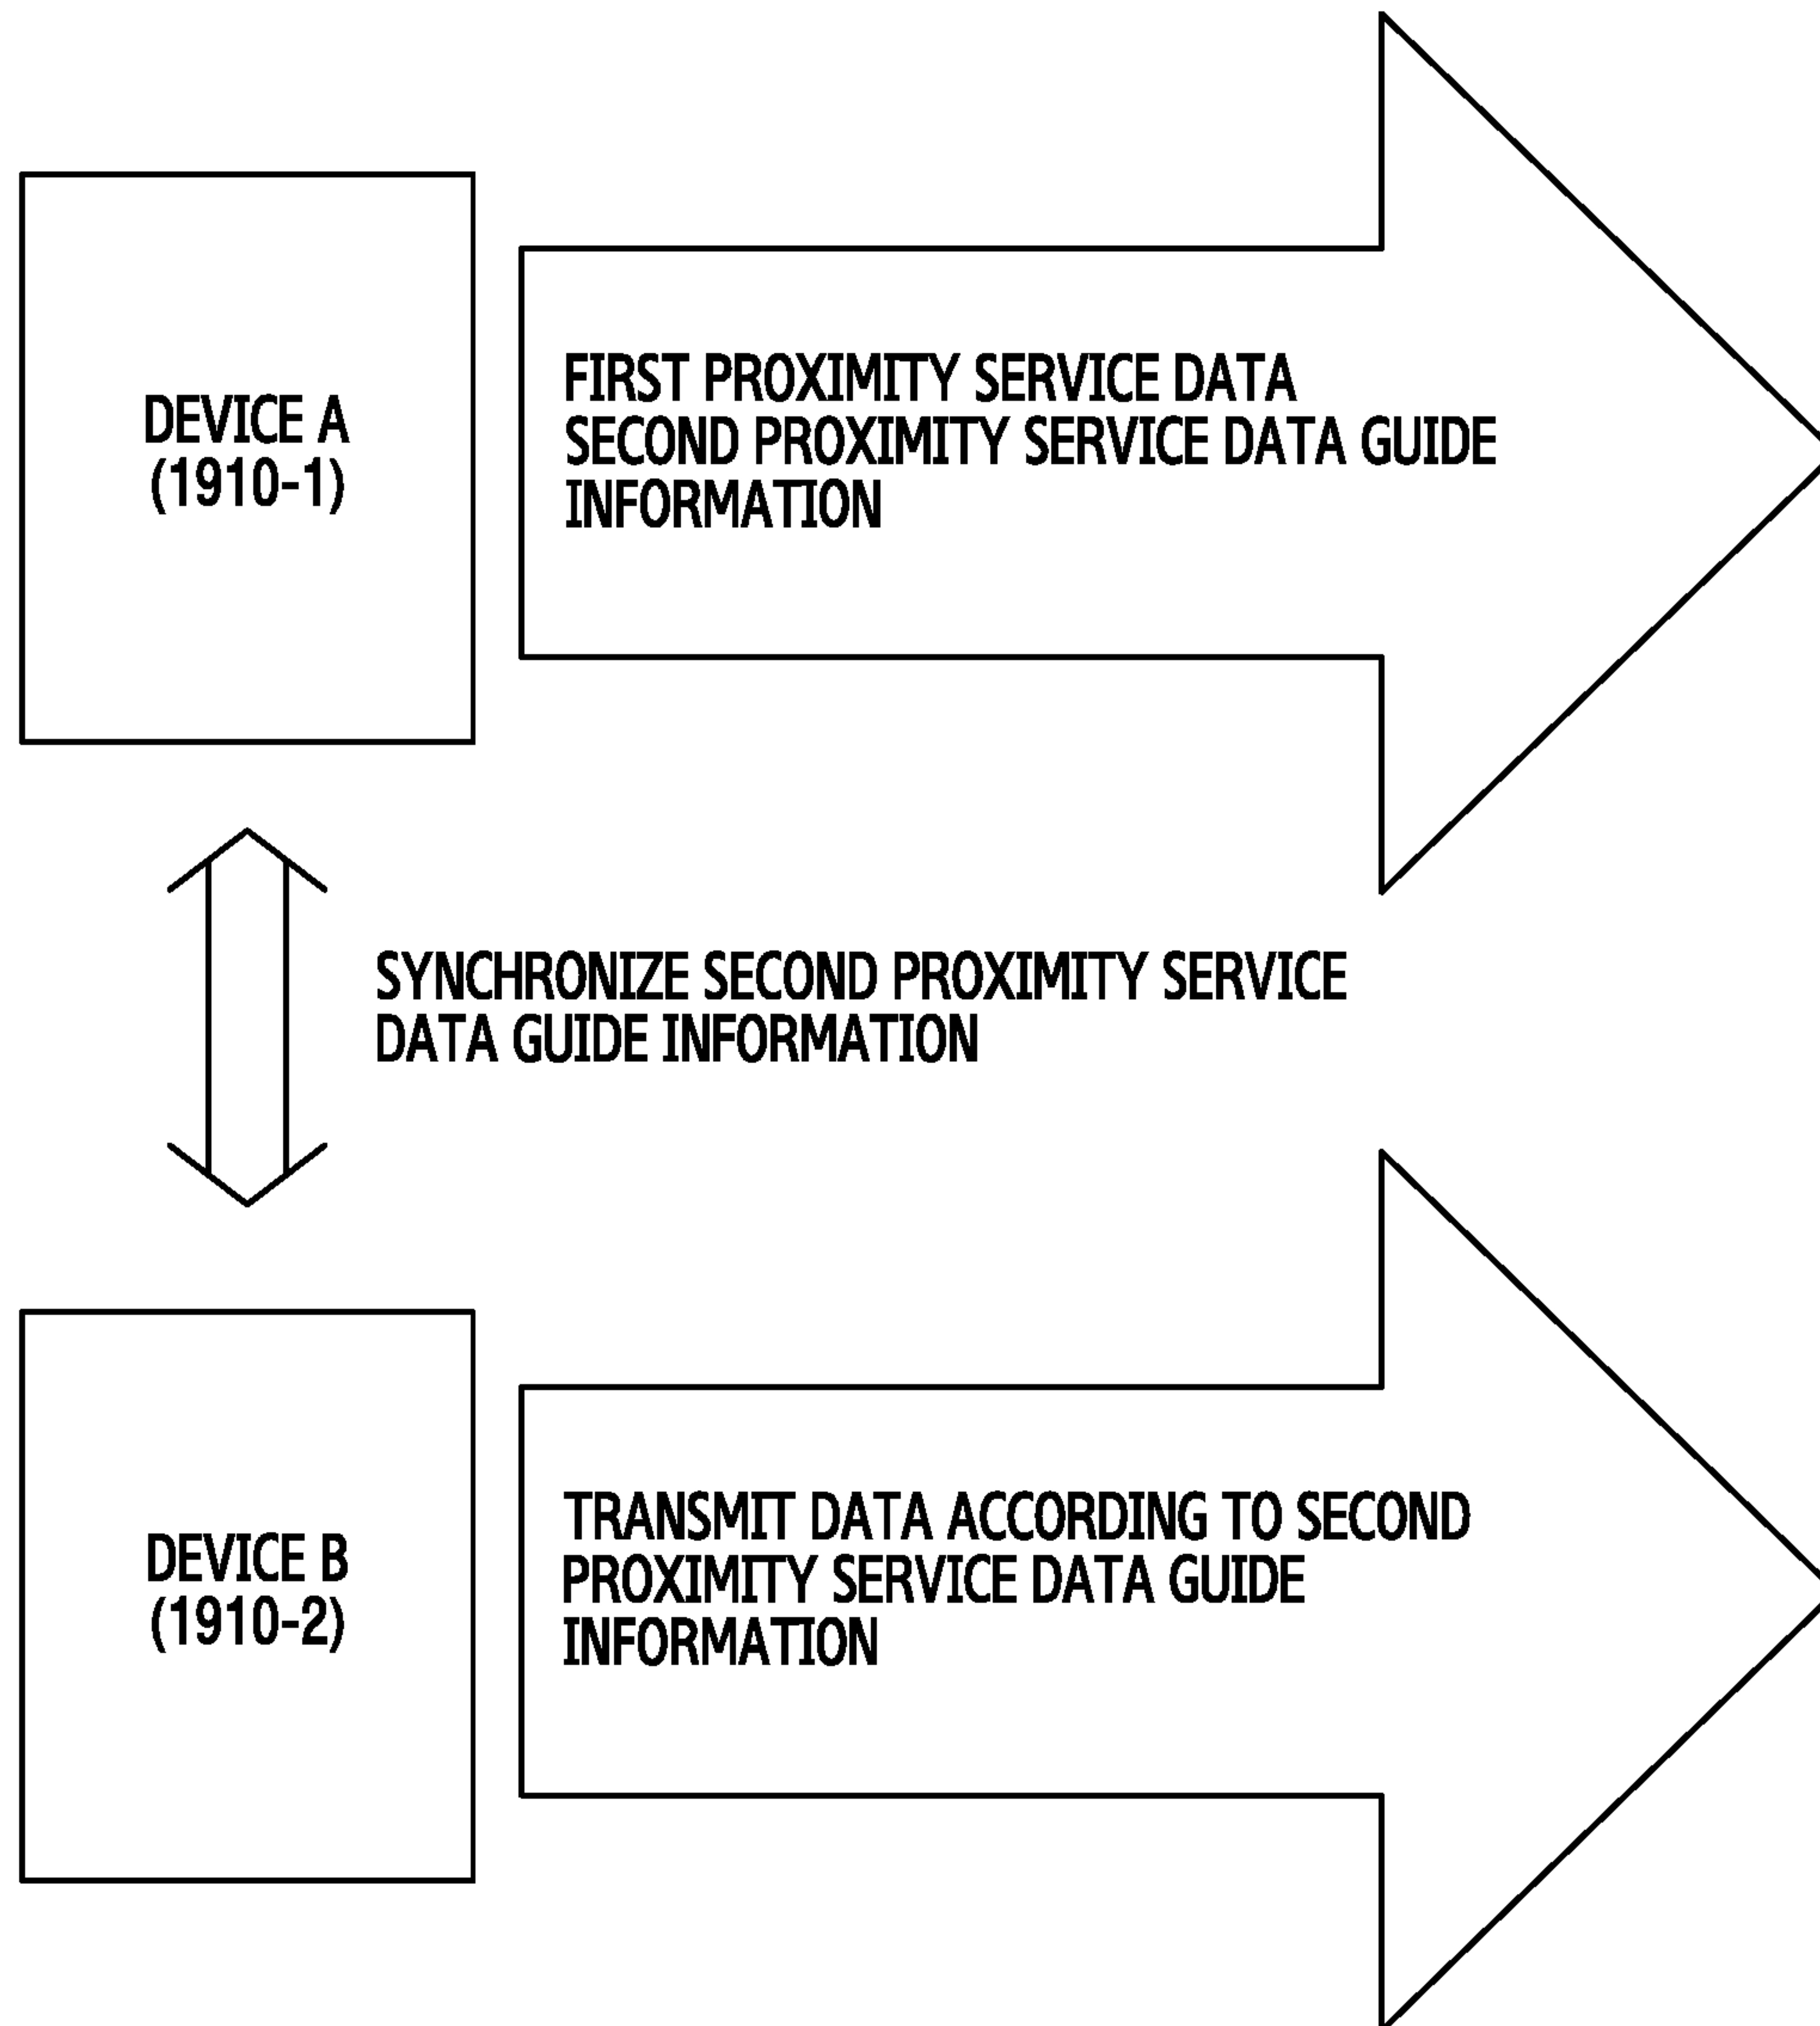 DEVICE A
(1910-1)
FIRST PROXIMITY SERVICE DATA
SECOND PROXIMITY SERVICE DATA GUIDE
INFORMATION
SYNCHRONIZE SECOND PROXIMITY SERVICE
DATA GUIDE INFORMATION
DEVICE B
(1910-2)
TRANSMIT DATA ACCORDING TO SECOND
PROXIMITY SERVICE DATA GUIDE
INFORMATION